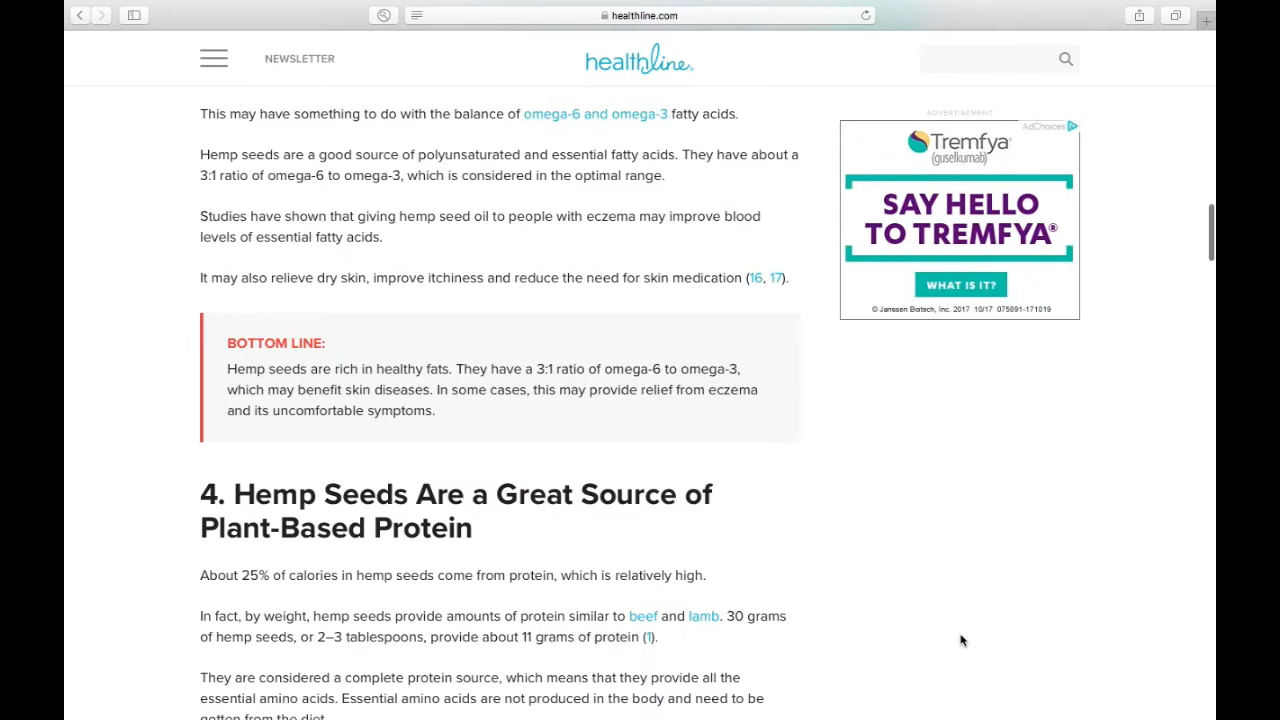 healthline.com
NEWSLETTER
healthline
This may have something to do with the balance of omega-6 and omega-3 fatty acids.
Hemp seeds are a good source of polyunsaturated and essential fatty acids. They have about a
3:1 ratio of omega-6 to omega-3, which is considered in the optimal range.
Studies have shown that giving hemp seed oil to people with eczema may improve blood
levels of essential fatty acids.
It may also relieve dry skin, improve itchiness and reduce the need for skin medication (16, 17).
BOTTOM LINE:
Hemp seeds are rich in healthy fats. They have a 3:1 ratio of omega-6 to omega-3,
which may benefit skin diseases. In some cases, this may provide relief from eczema
and its uncomfortable symptoms.
4. Hemp Seeds Are a Great Source of
Plant-Based Protein
About 25% of calories in hemp seeds come from protein, which is relatively high.
In fact, by weight, hemp seeds provide amounts of protein similar to beef and lamb. 30 grams
of hemp seeds, or 2–3 tablespoons, provide about 11 grams of protein (1).
They are considered a complete protein source, which means that they provide all the
essential amino acids. Essential amino acids are not produced in the body and need to be
gotten from the diet.
ADVERTISEMENT
AdChoices
Tremfya®
(guselkumab)
SAY HELLO
TO TREMFYA®
WHAT IS IT?
© Janssen Biotech, Inc. 2017 10/17 075091-171019